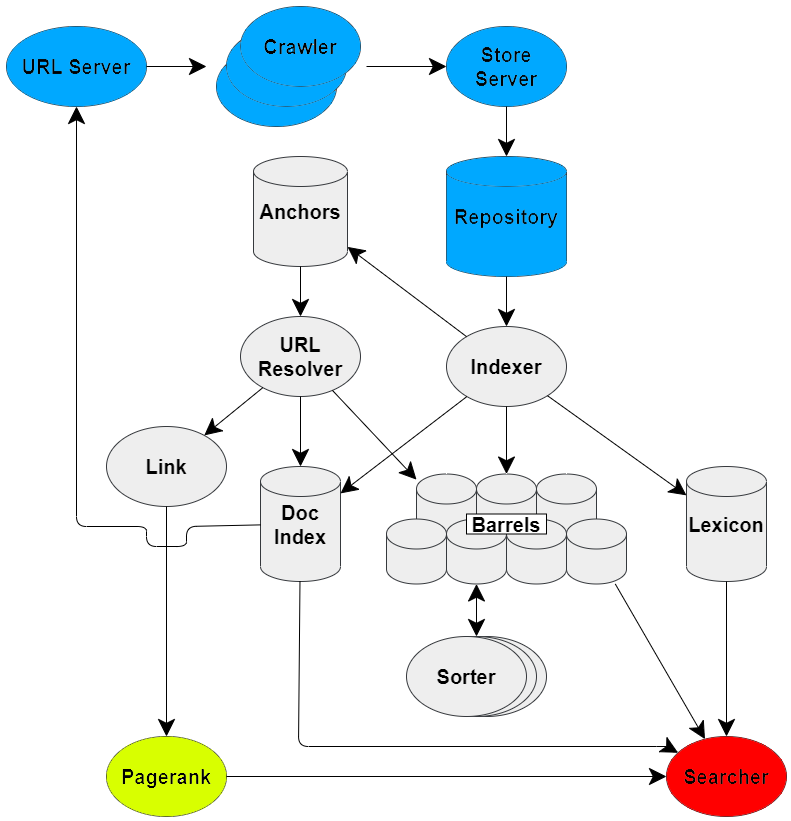 URL Server
Crawler
Store
Server
Anchors
Repository
URL
Resolver
Indexer
Link
Doc
Index
Barrels
Lexicon
Sorter
Pagerank
Searcher